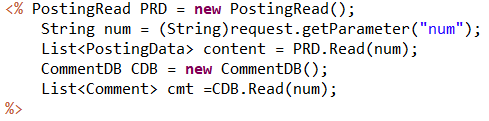 <% PostingRead PRD = new PostingRead();
String num = (String)request.getParameter("num");
List<PostingData> content = PRD.Read(num);
CommentDB CDB = new CommentDB();
List<Comment> cmt =CDB.Read(num);
%>